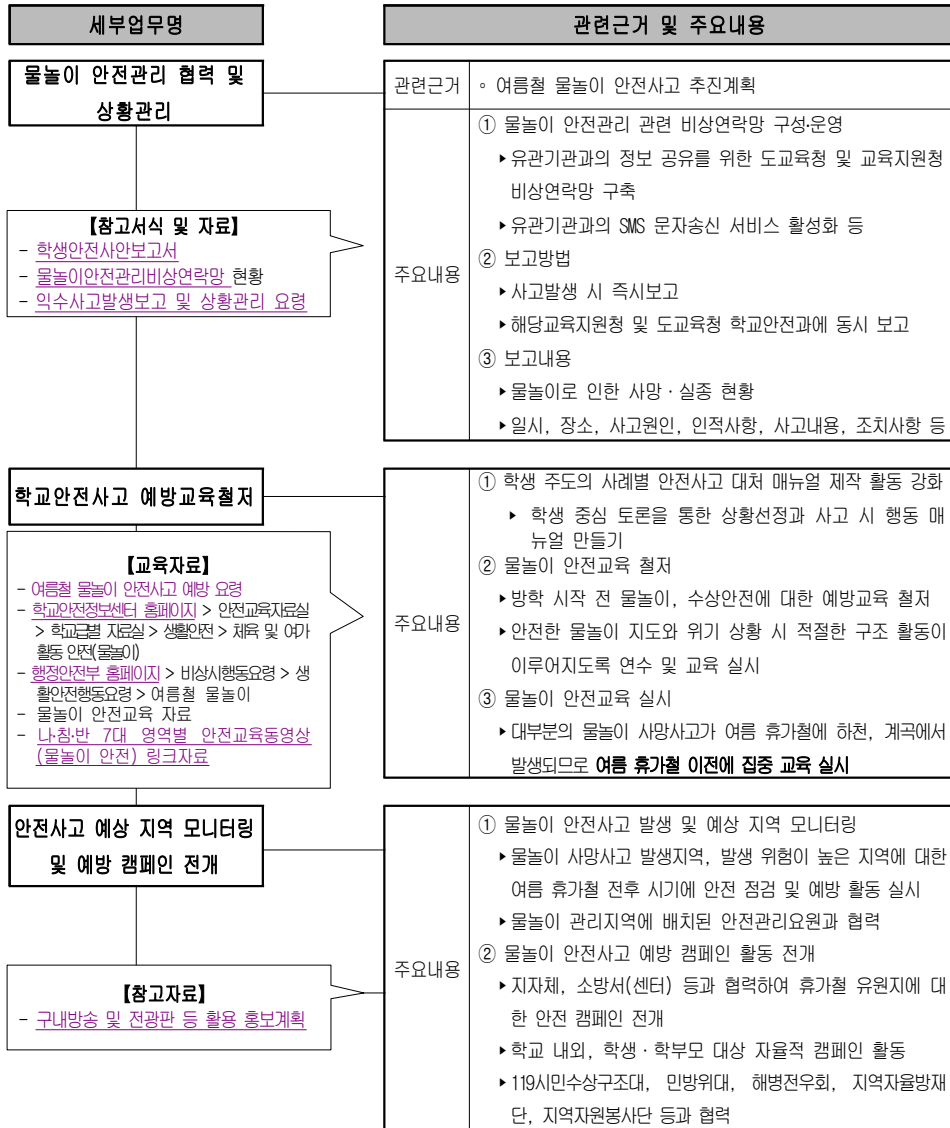 세부업무명
관련근거 및 주요내용
물놀이 안전관리 협력 및
상황관리
【참고서식 및 자료】
- 학생안전사안보고서
- 물놀이안전관리비상연락망 현황
- 익수사고발생보고 및 상황관리 요령
관련근거
◦ 여름철 물놀이 안전사고 추진계획
주요내용
① 물놀이 안전관리 관련 비상연락망 구성·운영
▸유관기관과의 정보 공유를 위한 도교육청 및 교육지원청
비상연락망 구축
▸유관기관과의 SMS 문자송신 서비스 활성화 등
② 보고방법
▸사고발생 시 즉시보고
▸해당교육지원청 및 도교육청 학교안전과에 동시 보고
③ 보고내용
▸물놀이로 인한 사망·실종 현황
▸일시, 장소, 사고원인, 인적사항, 사고내용, 조치사항 등
학교안전사고 예방교육철저
【교육자료】
- 여름철 물놀이 안전사고 예방 요령
- 학교안전정보센터 홈페이지 > 안전교육자료실
> 학교급별 자료실 > 생활안전 > 체육 및 여가
활동 안전(물놀이)
- 행정안전부 홈페이지 > 비상시행동요령 > 생
활안전행동요령 > 여름철 물놀이
- 물놀이 안전교육 자료
- 나·침·반 7대 영역별 안전교육동영상
(물놀이 안전) 링크자료
주요내용
① 학생 주도의 사례별 안전사고 대처 매뉴얼 제작 활동 강화
▸ 학생 중심 토론을 통한 상황선정과 사고 시 행동 매
뉴얼 만들기
② 물놀이 안전교육 철저
▸방학 시작 전 물놀이, 수상안전에 대한 예방교육 철저
▸안전한 물놀이 지도와 위기 상황 시 적절한 구조 활동이
이루어지도록 연수 및 교육 실시
③ 물놀이 안전교육 실시
▸대부분의 물놀이 사망사고가 여름 휴가철에 하천, 계곡에서
발생되므로 여름 휴가철 이전에 집중 교육 실시
안전사고 예상 지역 모니터링
및 예방 캠페인 전개
【참고자료】
- 구내방송 및 전광판 등 활용 홍보계획
주요내용
① 물놀이 안전사고 발생 및 예상 지역 모니터링
▸물놀이 사망사고 발생지역, 발생 위험이 높은 지역에 대한
여름 휴가철 전후 시기에 안전 점검 및 예방 활동 실시
▸물놀이 관리지역에 배치된 안전관리요원과 협력
② 물놀이 안전사고 예방 캠페인 활동 전개
▸지자체, 소방서(센터) 등과 협력하여 휴가철 유원지에 대
한 안전 캠페인 전개
▸학교 내외, 학생·학부모 대상 자율적 캠페인 활동
▸119시민수상구조대, 민방위대, 해병전우회, 지역자율방재
단, 지역자원봉사단 등과 협력